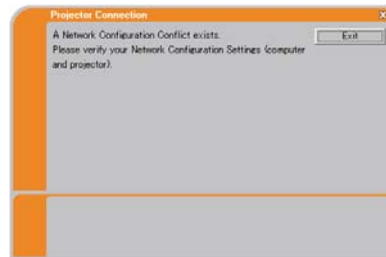 Projector Connection
X
A Network Configuration Conflict exists.
Exit
Please verify your Network Configuration Settings (computer
and projector).